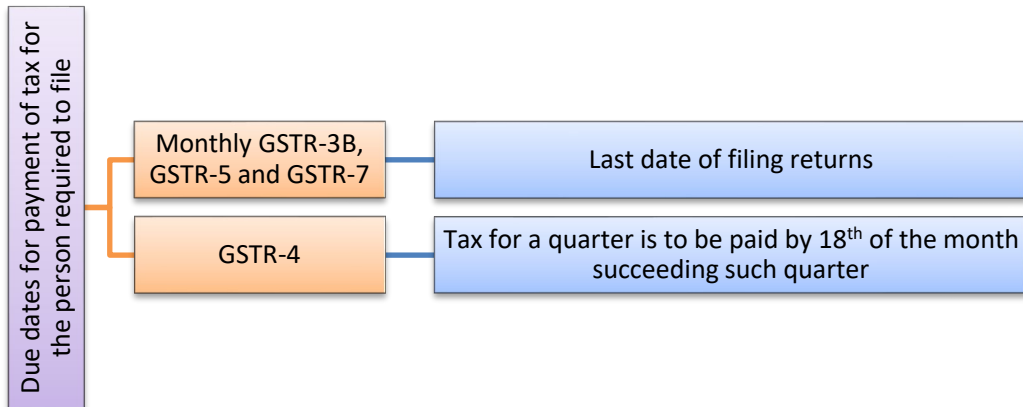 Due dates for payment of tax for
the person required to file
Monthly GSTR-3B,
GSTR-5 and GSTR-7
Last date of filing returns
GSTR-4
Tax for a quarter is to be paid by 18th of the month
succeeding such quarter